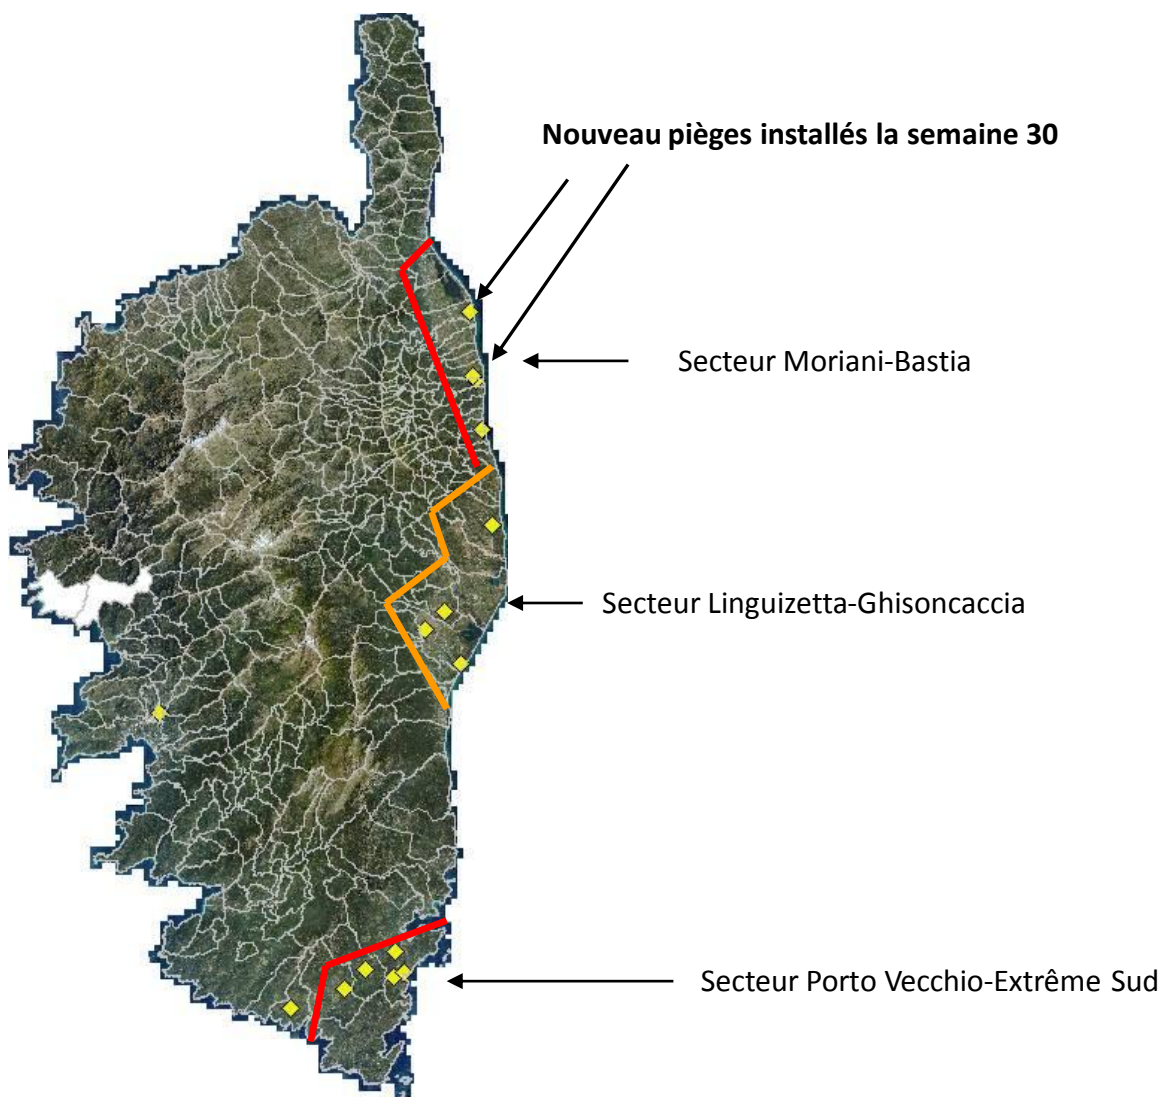 Nouveau pièges installés la semaine 30
Secteur Moriani-Bastia
Secteur Linguizetta-Ghisoncaccia
Secteur Porto Vecchio-Extrême Sud